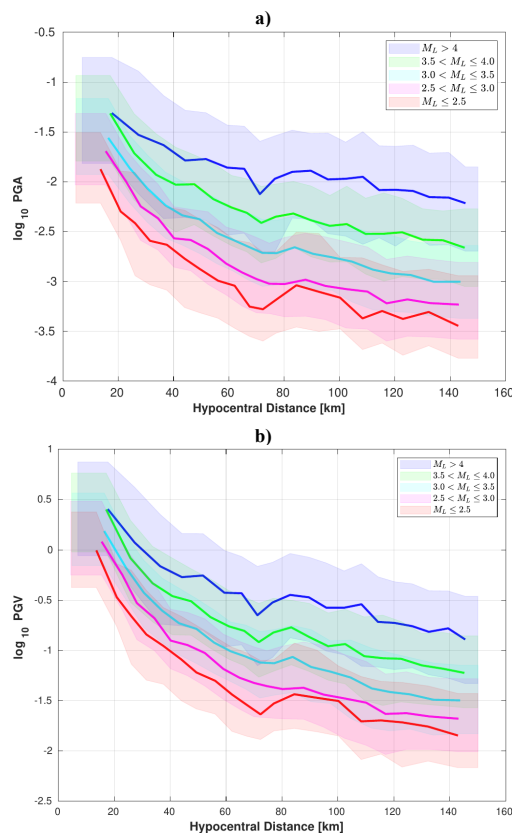 a)
-0.5
-1
-1.5
-2
-2.5
-3
-3.5
-4
log 10 PGA
M_L > 4
3.5 < M_L ≤ 4.0
3.0 < M_L ≤ 3.5
2.5 < M_L ≤ 3.0
M_L ≤ 2.5
0 20 40 60 80 100 120 140 160
Hypocentral Distance [km]
b)
1
0.5
0
-0.5
-1
-1.5
-2
-2.5
log 10 PGV
M_L > 4
3.5 < M_L ≤ 4.0
3.0 < M_L ≤ 3.5
2.5 < M_L ≤ 3.0
M_L ≤ 2.5
0 20 40 60 80 100 120 140 160
Hypocentral Distance [km]